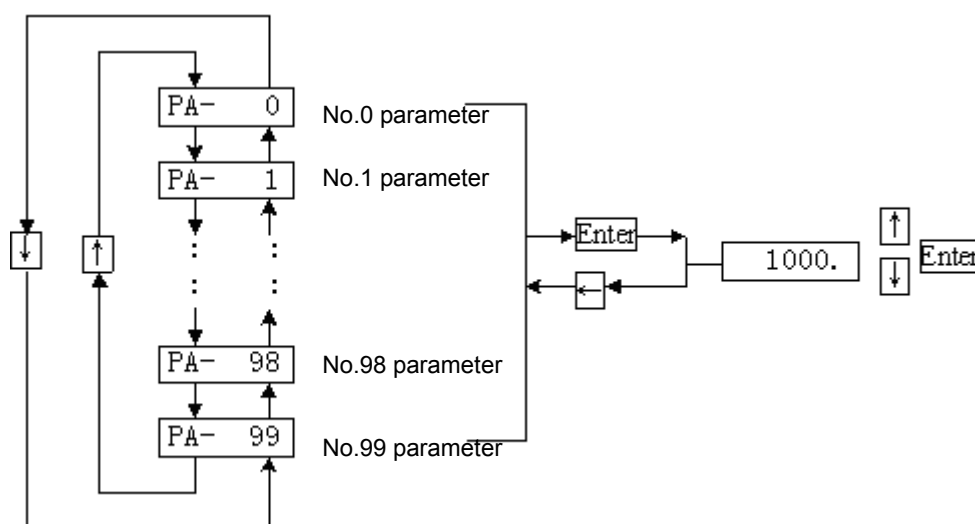 PA- 0
No.0 parameter
PA- 1
No.1 parameter
↓
↑
:
:
:
:
Enter
←
1000.
↑
↓
Enter
PA- 98
No.98 parameter
PA- 99
No.99 parameter